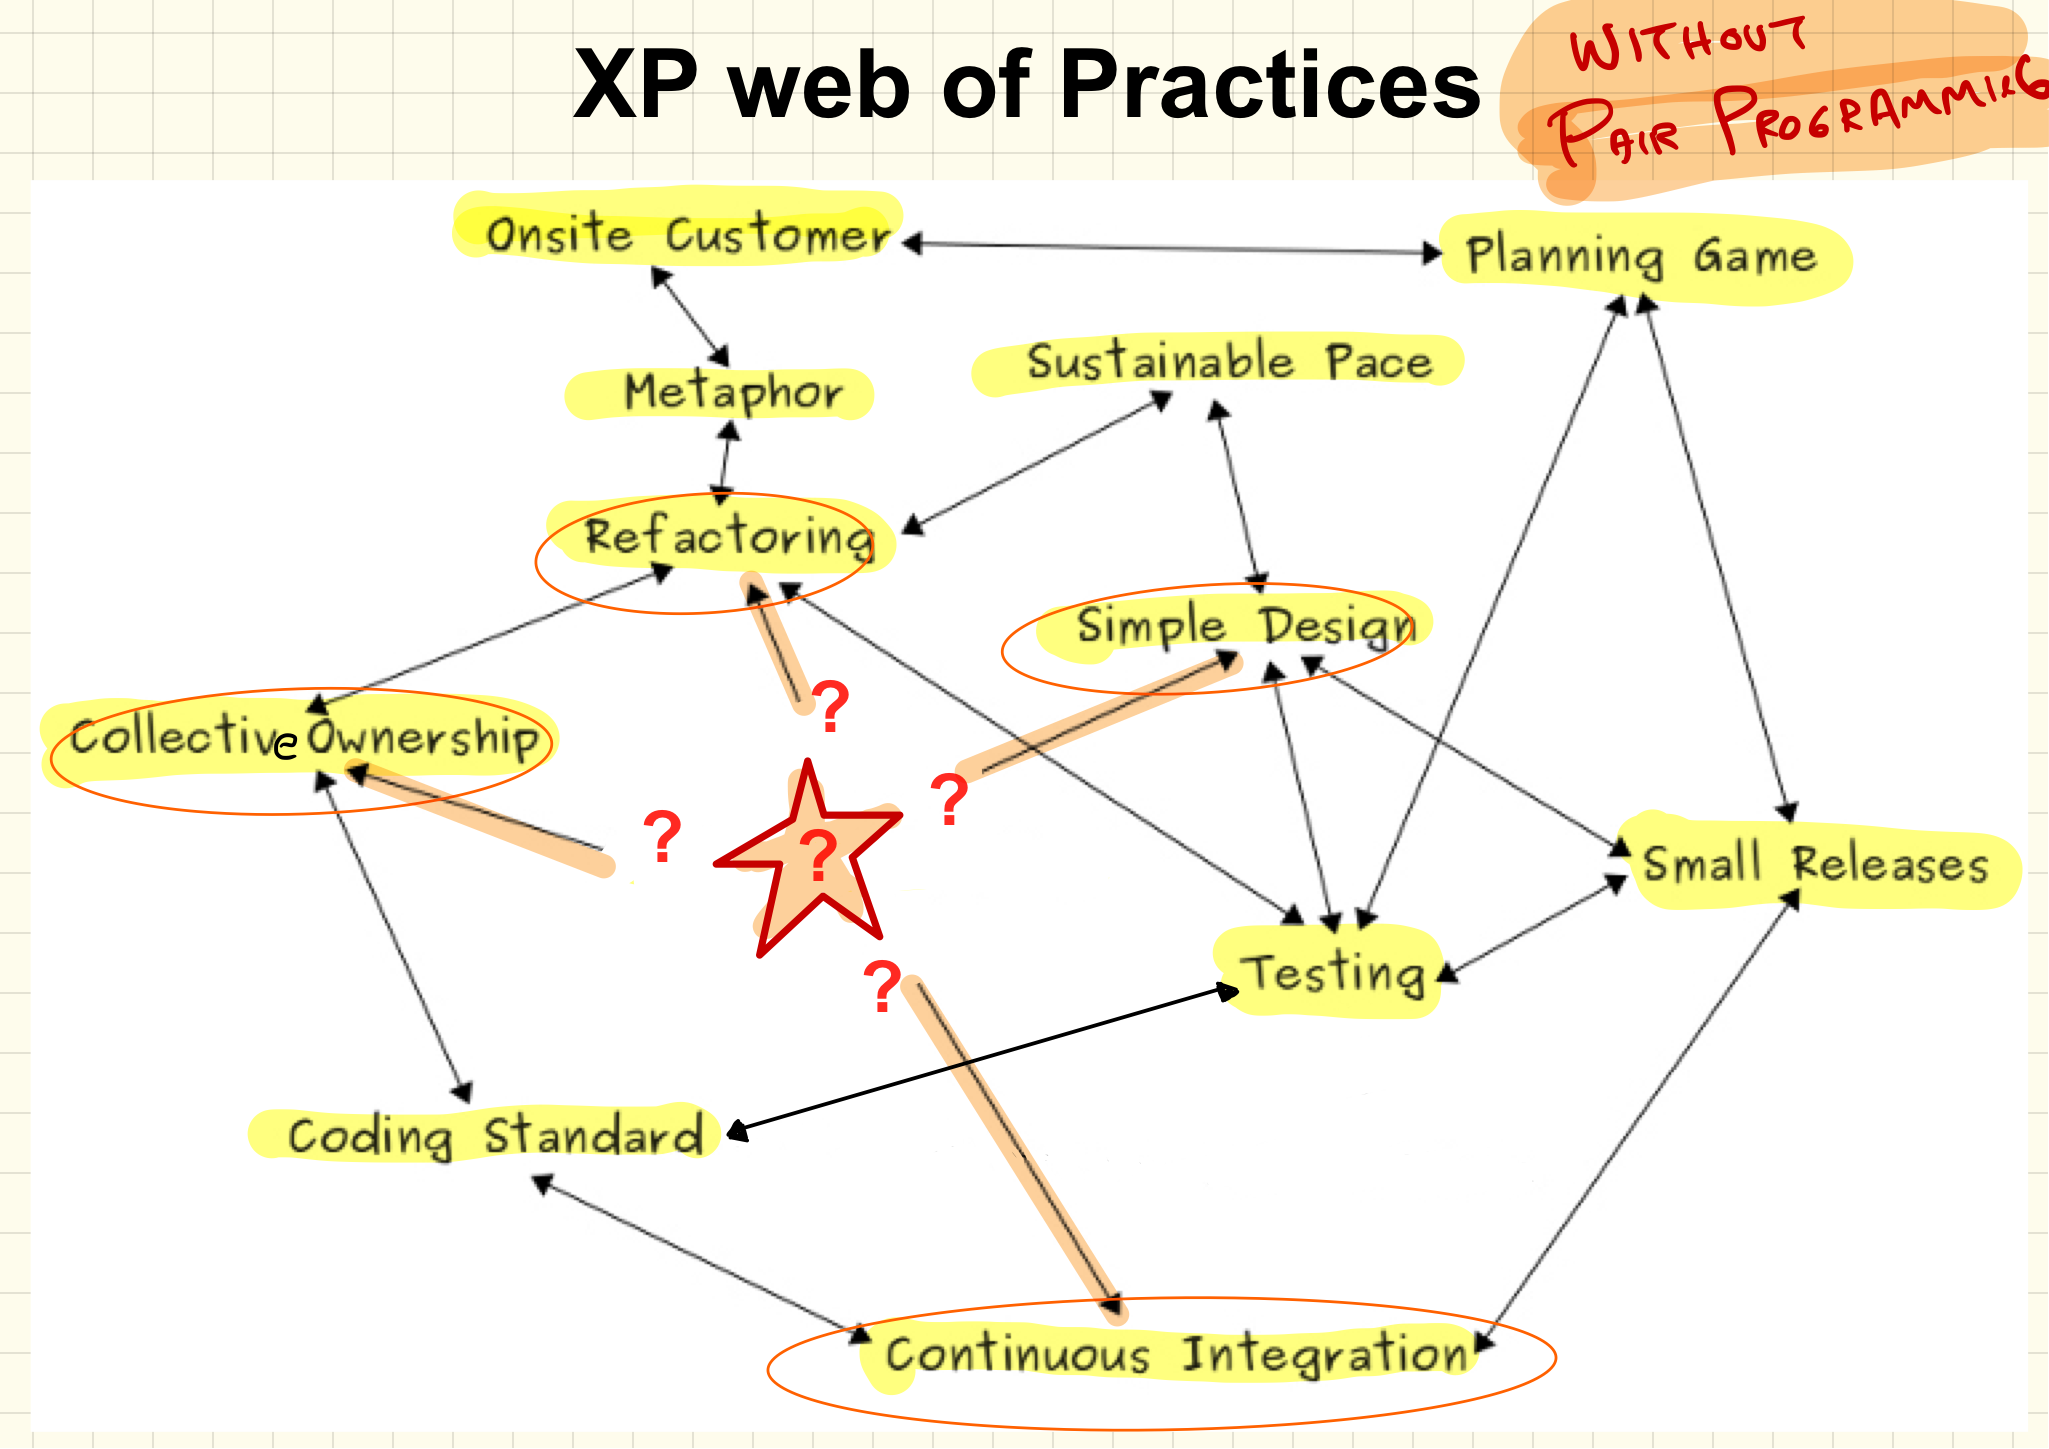 XP web of Practices
WITHOUT
PAIR PROGRAMMING
Onsite Customer
Planning Game
Sustainable Pace
Metaphor
Refactoring
Simple Design
?
Collective Ownership
?
?
?
Small Releases
?
Testing
Coding Standard
Continuous Integration